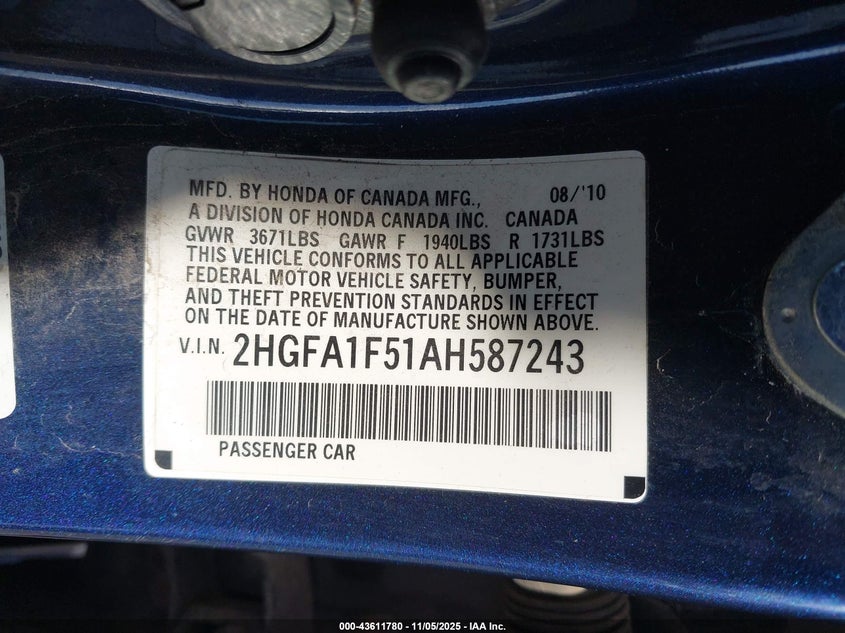 MFD. BY HONDA OF CANADA MFG., 08/'10
A DIVISION OF HONDA CANADA INC. CANADA
GVWR 3671LBS GAWR F 1940LBS R 1731LBS
THIS VEHICLE CONFORMS TO ALL APPLICABLE
FEDERAL MOTOR VEHICLE SAFETY, BUMPER,
AND THEFT PREVENTION STANDARDS IN EFFECT
ON THE DATE OF MANUFACTURE SHOWN ABOVE.
V.I.N. 2HGFA1F51AH587243
PASSENGER CAR
000-43611780 - 11/05/2025 - IAA Inc.